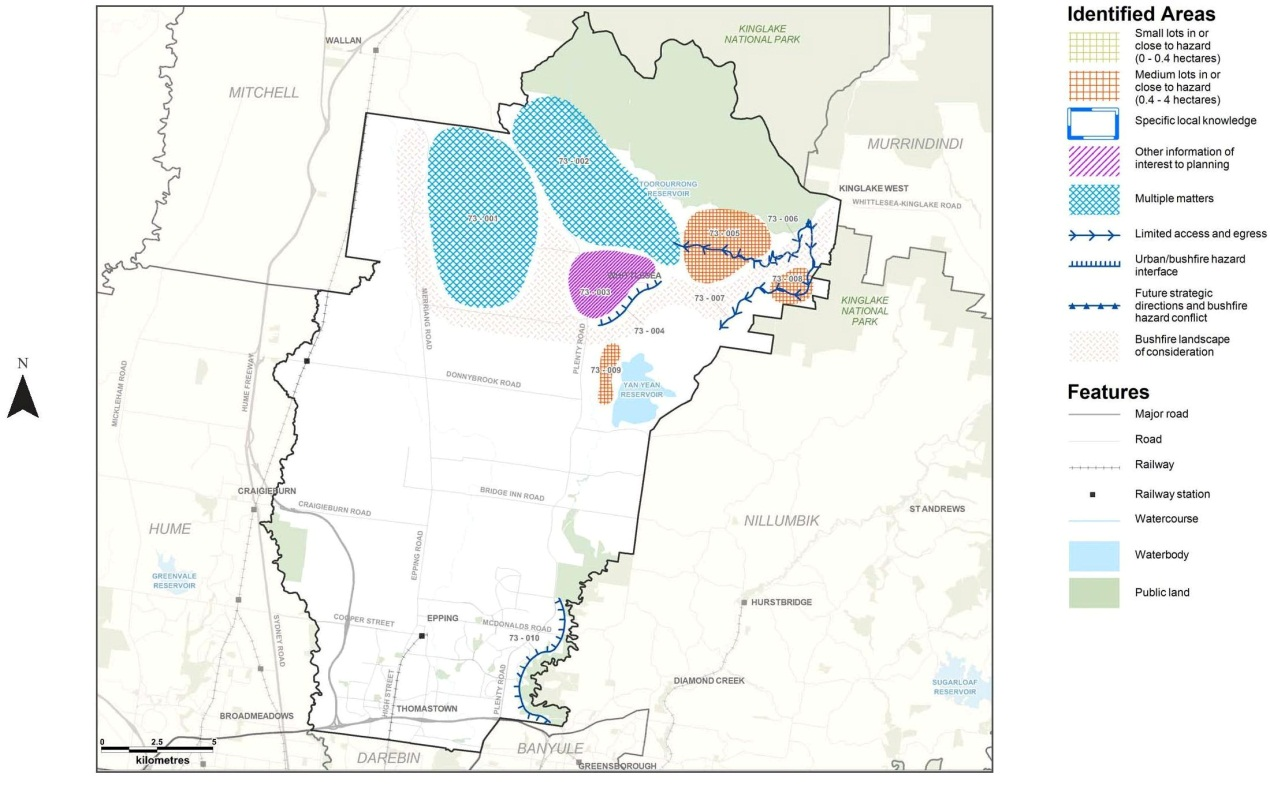 WALLAN
KINGLAKE
NATIONAL PARK
MITCHELL
MURRINDINDI
73 - 002
TOOROURRONG
RESERVOIR
KINGLAKE WEST
WHITTLESEA-KINGLAKE ROAD
73 - 001
73 - 006
73 - 005
WHITTLESEA
73 - 008
73 - 003
73 - 007
KINGLAKE
NATIONAL
PARK
MERRIANG ROAD
73 - 004
PLENTY ROAD
73 - 009
HUME FREEWAY
MICKLEHAM ROAD
DONNYBROOK ROAD
YAN YEAN
RESERVOIR
CRAIGIEBURN
BRIDGE INN ROAD
CRAIGIEBURN ROAD
ST ANDREWS
HUME
NILLUMBIK
EPPING ROAD
GREENVALE
RESERVOIR
HURSTBRIDGE
SYDNEY ROAD
COOPER STREET
EPPING
MCDONALDS ROAD
73 - 010
HIGH STREET
PLENTY ROAD
DIAMOND CREEK
SUGARLOAF
RESERVOIR
BROADMEADOWS
THOMASTOWN
DAREBIN
BANYULE
GREENSBOROUGH
0 2.5 5
kilometres
N
Identified Areas
Small lots in or
close to hazard
(0 - 0.4 hectares)
Medium lots in or
close to hazard
(0.4 - 4 hectares)
Specific local knowledge
Other information of
interest to planning
Multiple matters
Limited access and egress
Urban/bushfire hazard
interface
Future strategic
directions and bushfire
hazard conflict
Bushfire landscape
of consideration
Features
Major road
Road
Railway
Railway station
Watercourse
Waterbody
Public land